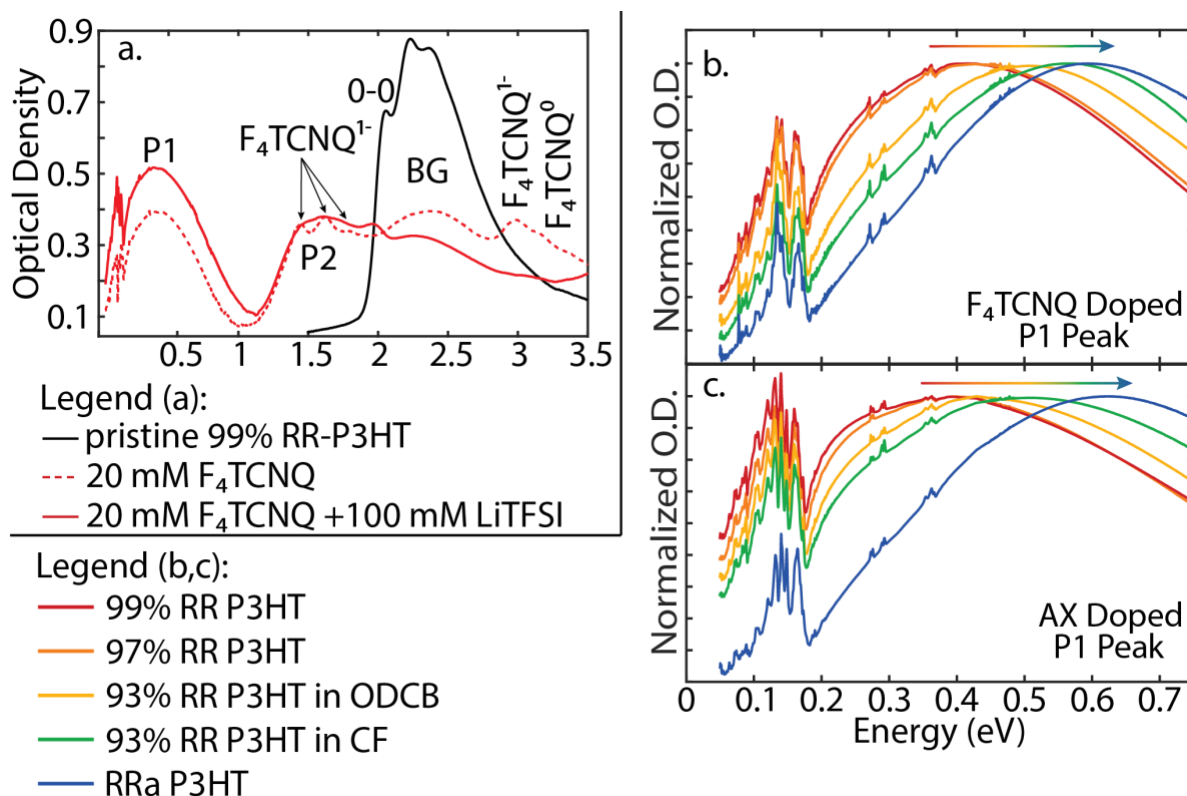 a.
Optical Density
0.9
0.7
0.5
0.3
0.1
P1
F₄TCNQ¹⁻
0-0
P2
BG
F₄TCNQ¹⁻
F₄TCNQ⁰
0.5
1
1.5
2
2.5
3
3.5
Legend (a):
pristine 99% RR-P3HT
20 mM F₄TCNQ
20 mM F₄TCNQ +100 mM LiTFSI
Legend (b,c):
99% RR P3HT
97% RR P3HT
93% RR P3HT in ODCB
93% RR P3HT in CF
RRa P3HT
b.
Normalized O.D.
F₄TCNQ Doped
P1 Peak
c.
Normalized O.D.
AX Doped
P1 Peak
0
0.1
0.2
0.3
0.4
0.5
0.6
0.7
Energy (eV)